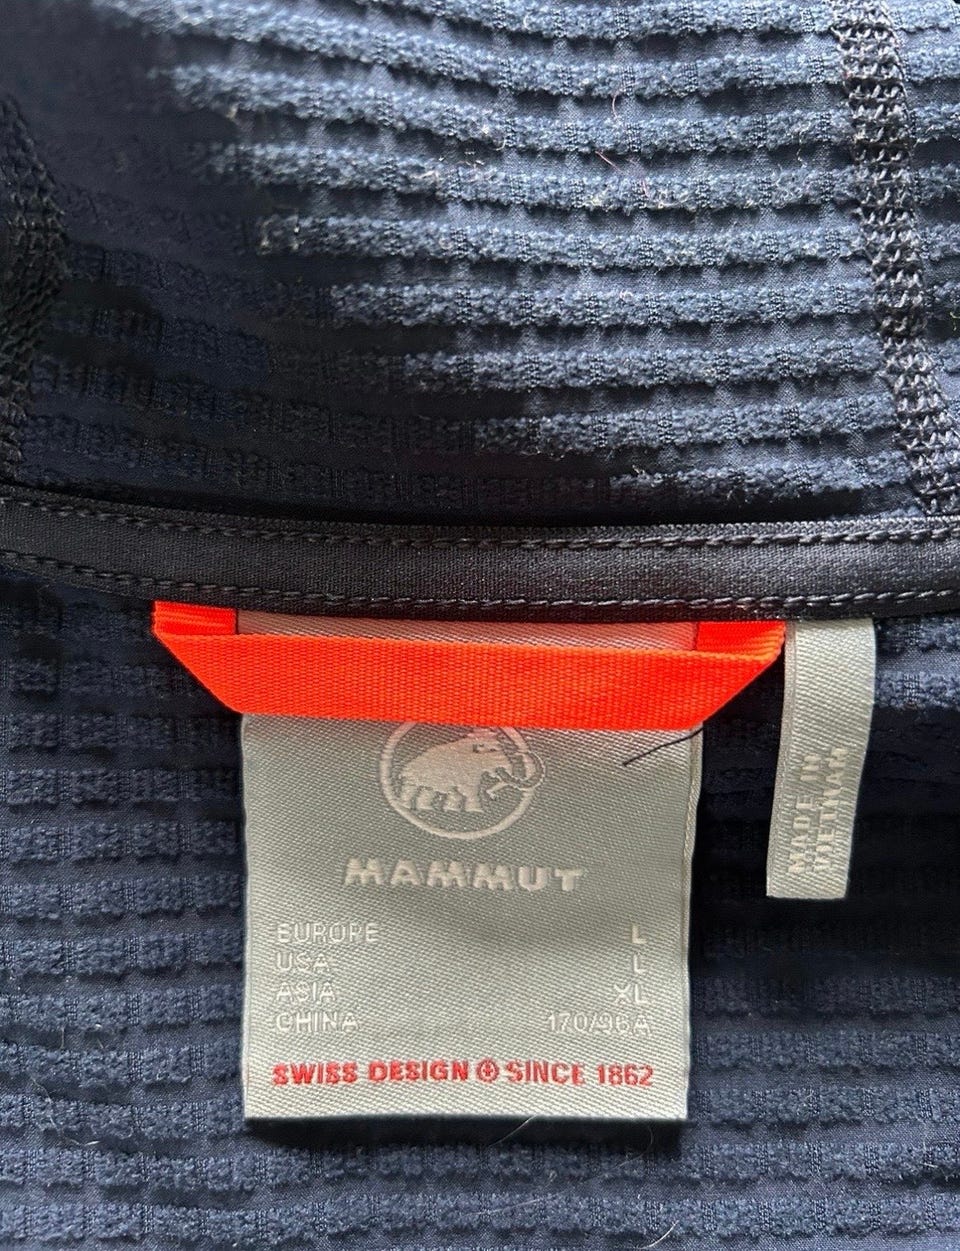 MAMMUT
EUROPE L
USA L
ASIA XL
CHINA 170/96A
SWISS DESIGN SINCE 1862
MADE IN
VIETNAM